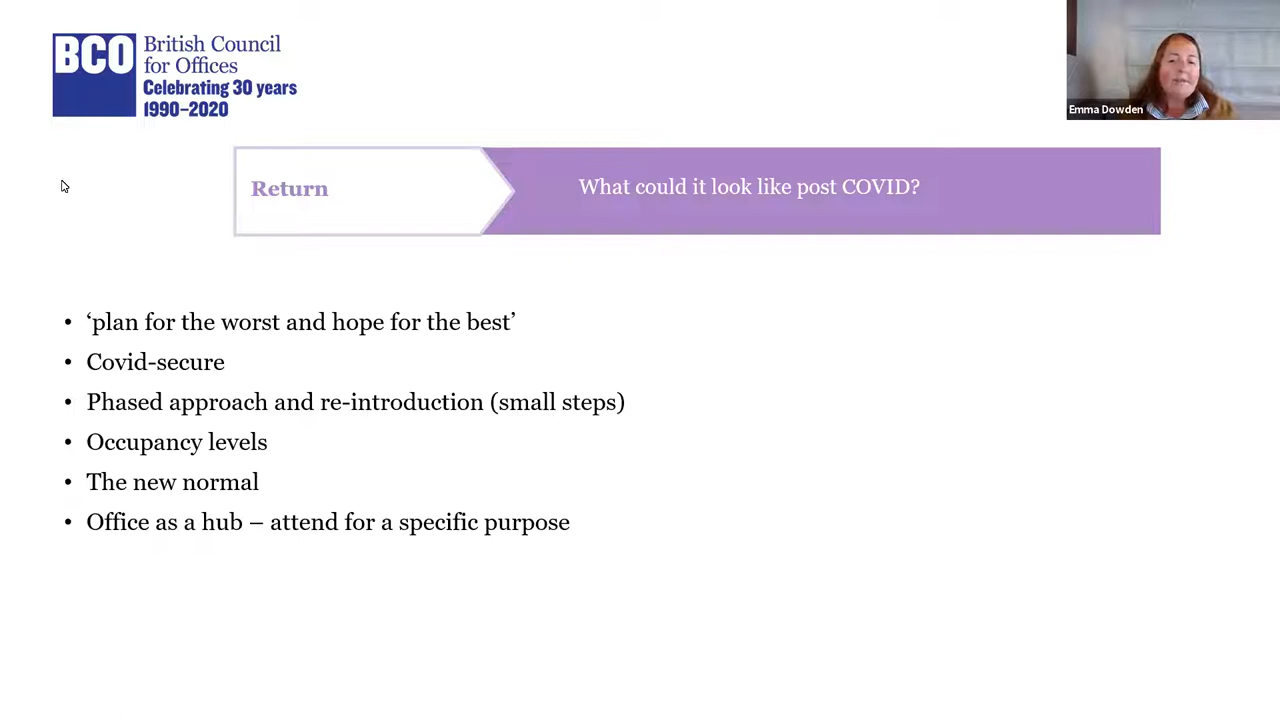 BCO
British Council
for Offices
Celebrating 30 years
1990–2020
Emma Dowden
Return
What could it look like post COVID?
• ‘plan for the worst and hope for the best’
• Covid-secure
• Phased approach and re-introduction (small steps)
• Occupancy levels
• The new normal
• Office as a hub – attend for a specific purpose